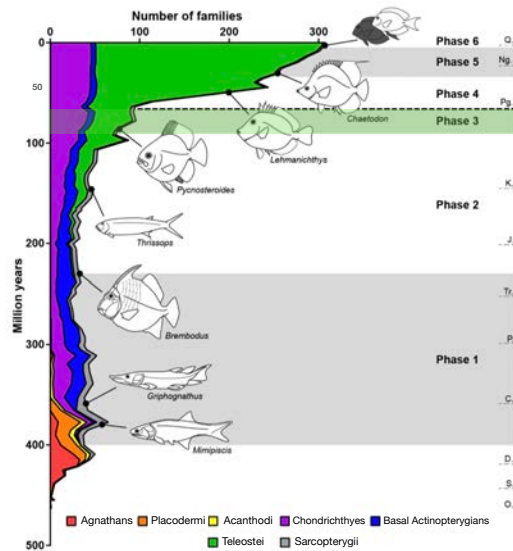 Number of families
0 100 200 300
Phase 6 Q.
Phase 5 Ng.
50
Phase 4
Pg.
Chaetodon
Phase 3
100
Lehmanichthys
Pycnosteroides
K.
Phase 2
Thrissops
200
J.
Million years
Tr.
Brembodus
300
P.
Phase 1
Griphognathus
C.
Mimipiscis
400
D.
S.
O.
Agnathans Placodermi Acanthodi Chondrichthyes Basal Actinopterygians
Teleostei Sarcopterygii
500